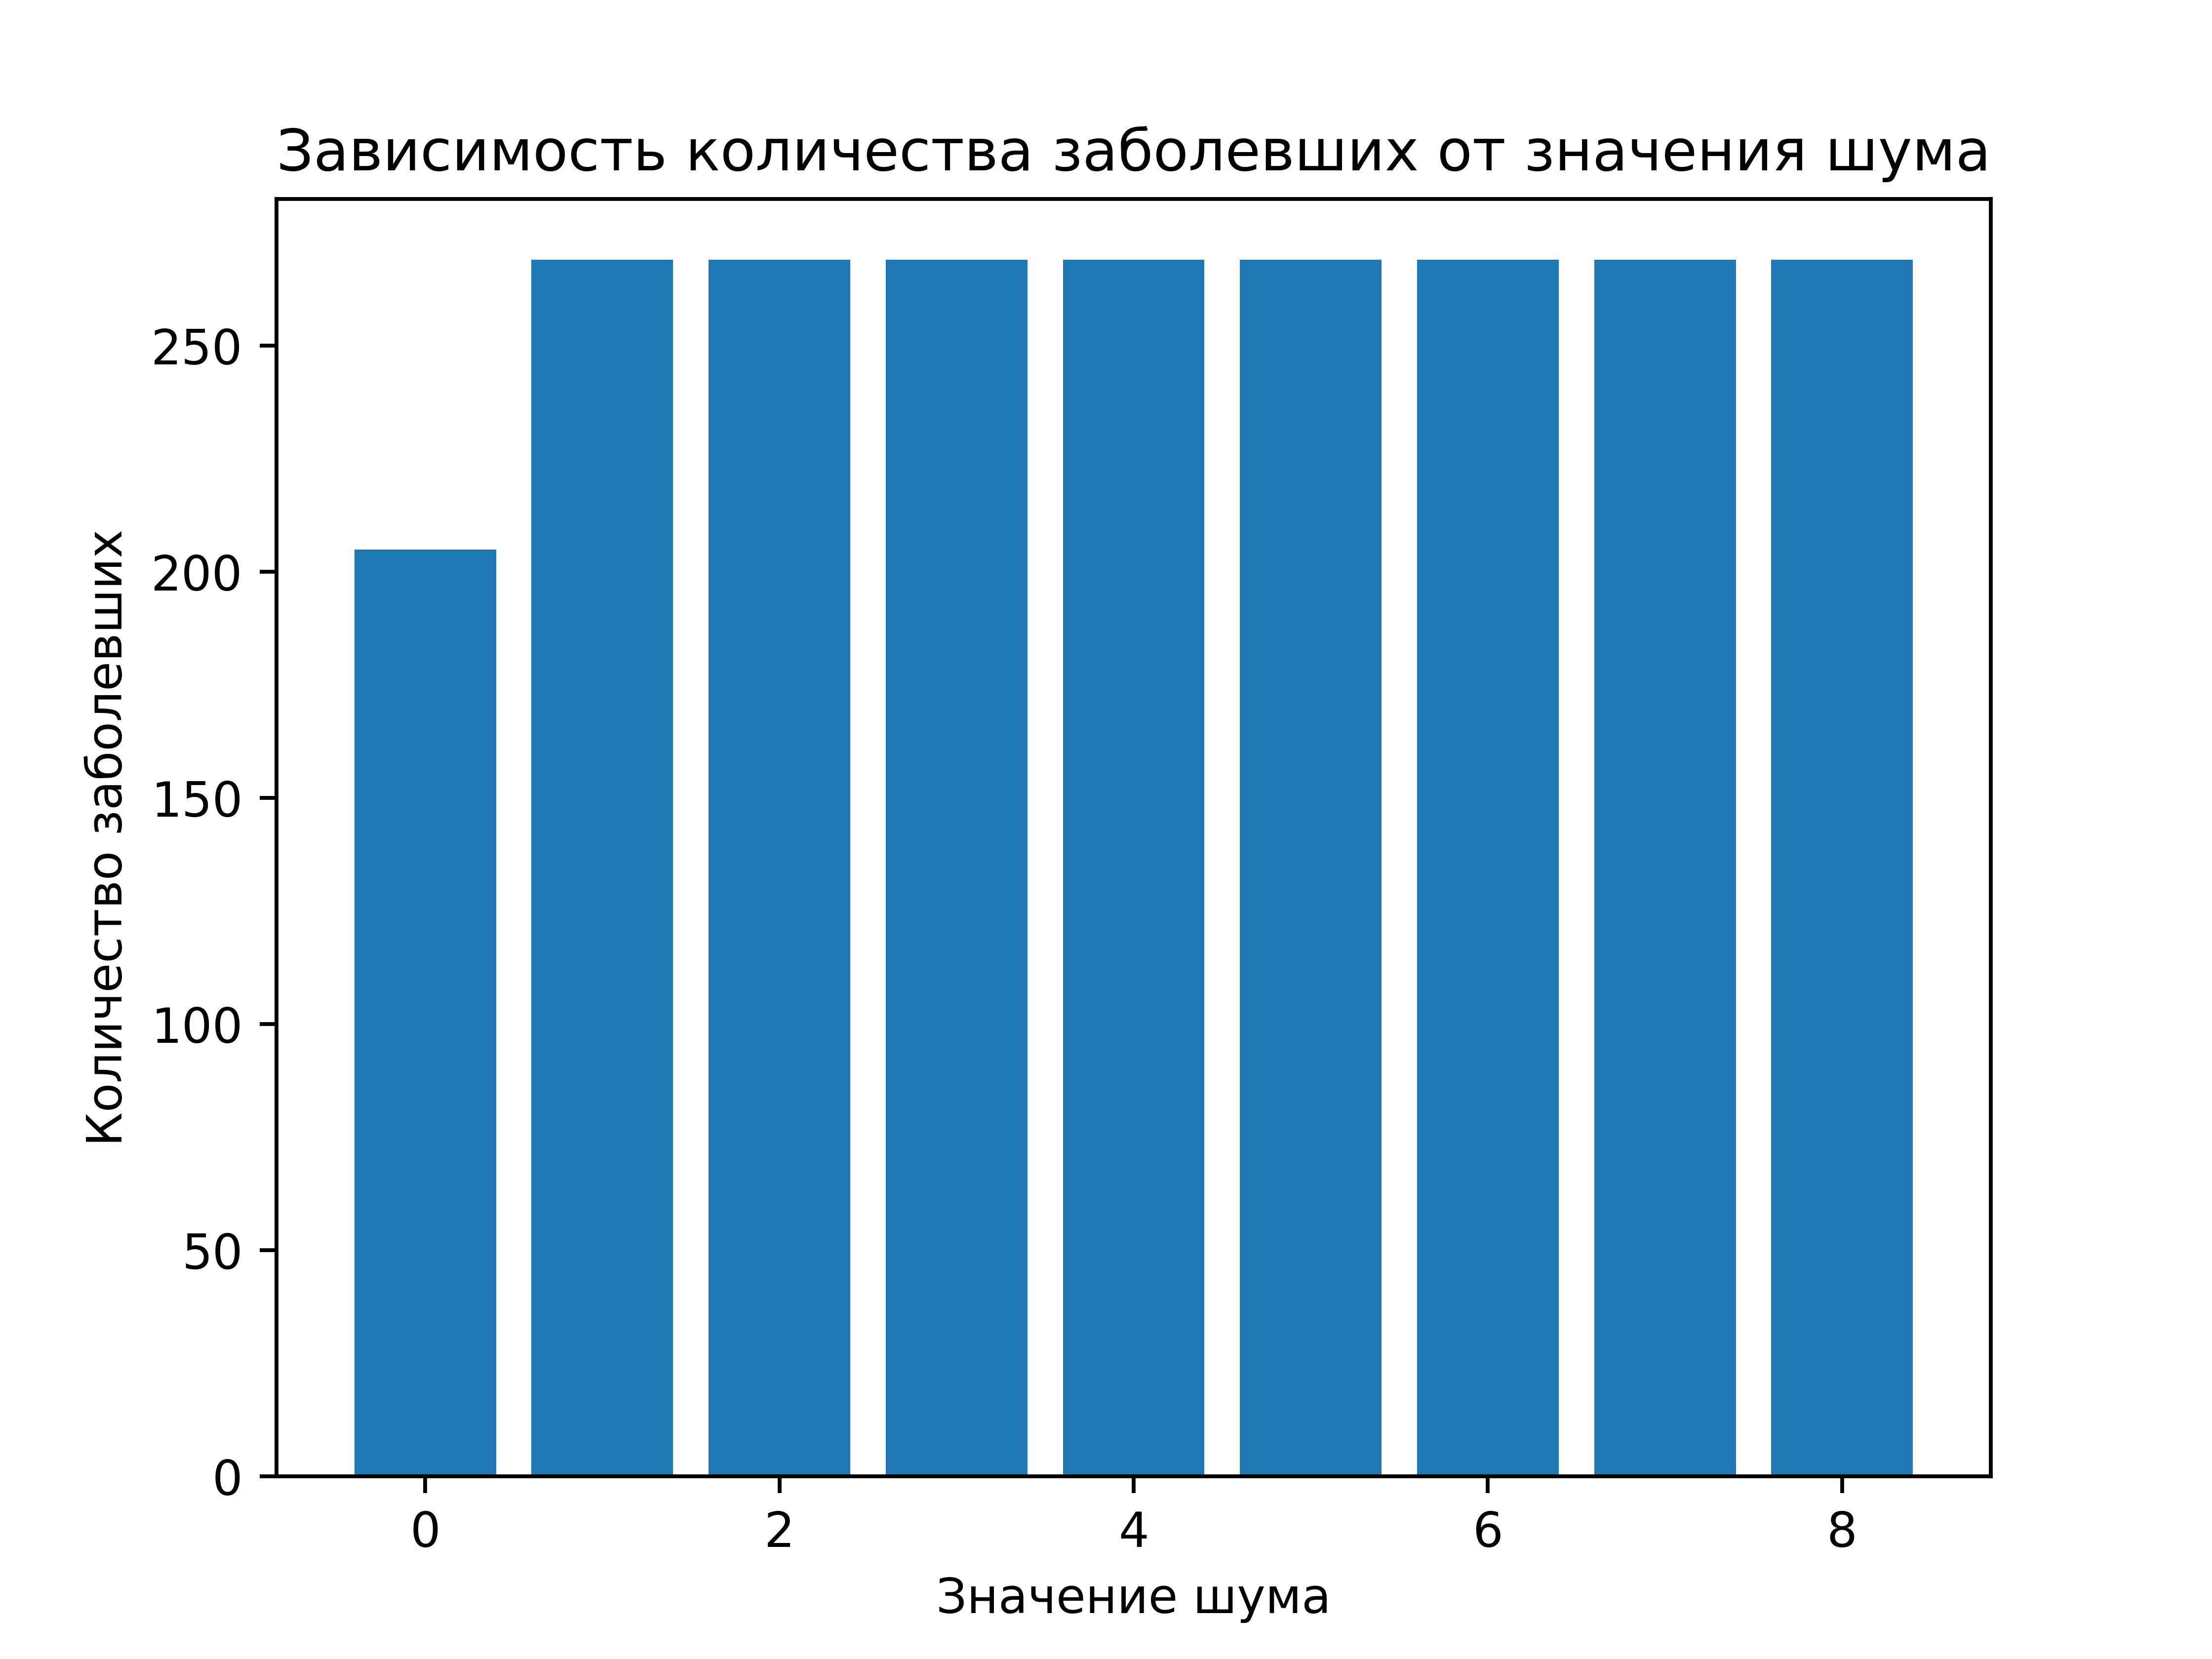 Зависимость количества заболевших от значения шума
Количество заболевших
250
200
150
100
50
0
0 2 4 6 8
Значение шума